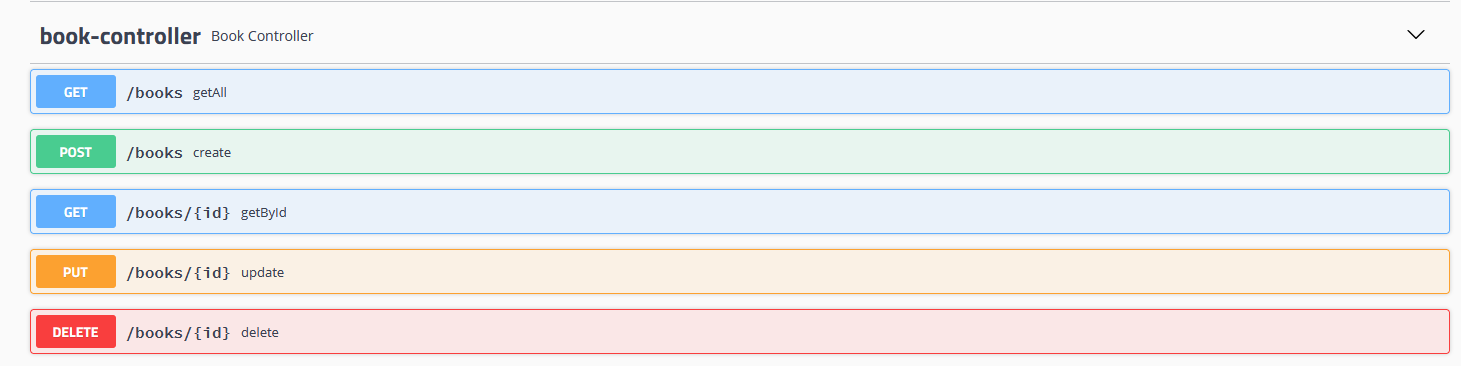 book-controller Book Controller
GET /books getAll
POST /books create
GET /books/{id} getById
PUT /books/{id} update
DELETE /books/{id} delete